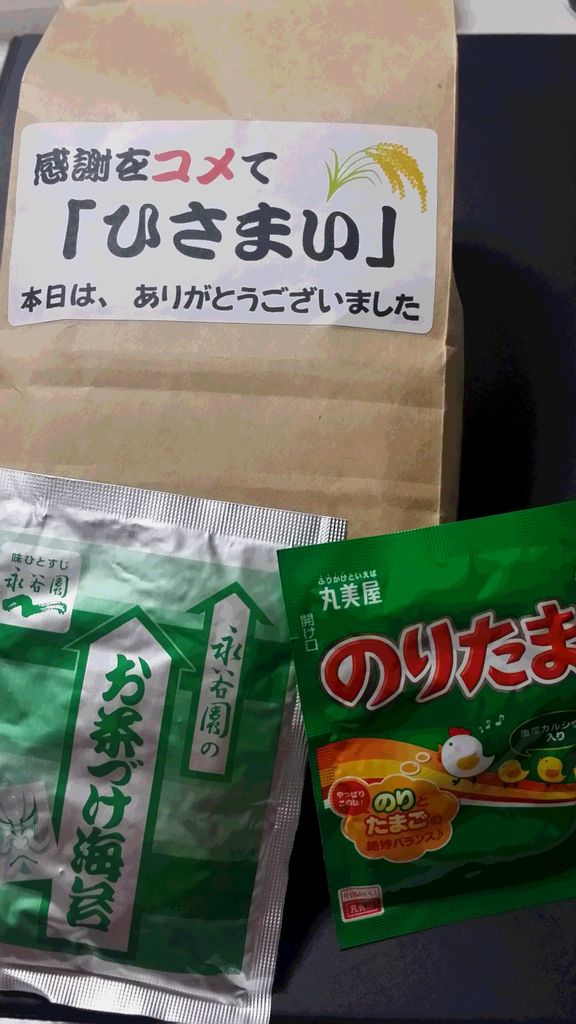 感謝をコメて
「ひさまい」
本日は、ありがとうございました
味ひとすじ
永谷園
永谷園の
お茶づけ海苔
ふりかけといえば
丸美屋
開け口
のりたま
入り
やっぱり
この味!
のりと
たまごの
絶妙バランス♪